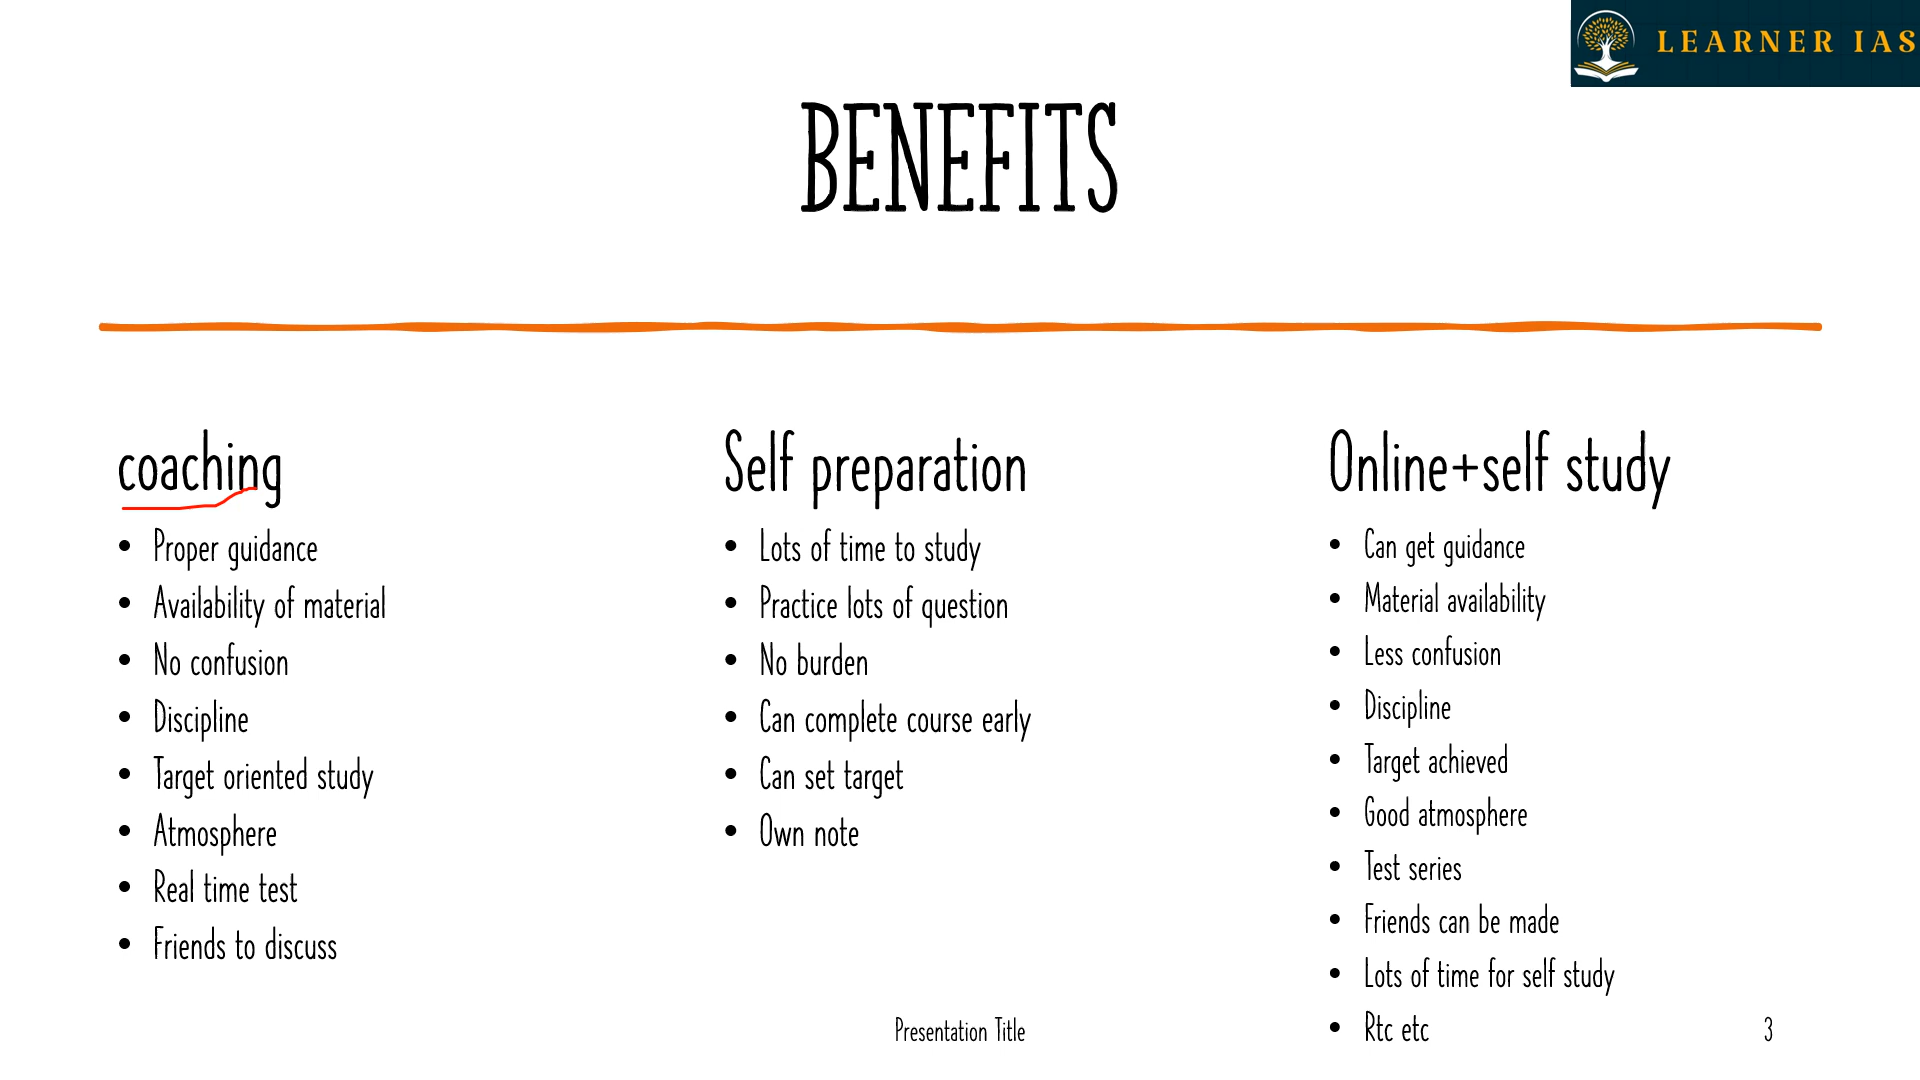 LEARNER IAS
BENEFITS
coaching
• Proper guidance
• Availability of material
• No confusion
• Discipline
• Target oriented study
• Atmosphere
• Real time test
• Friends to discuss
Self preparation
• Lots of time to study
• Practice lots of question
• No burden
• Can complete course early
• Can set target
• Own note
Online+self study
• Can get guidance
• Material availability
• Less confusion
• Discipline
• Target achieved
• Good atmosphere
• Test series
• Friends can be made
• Lots of time for self study
• Rtc etc
Presentation Title
3